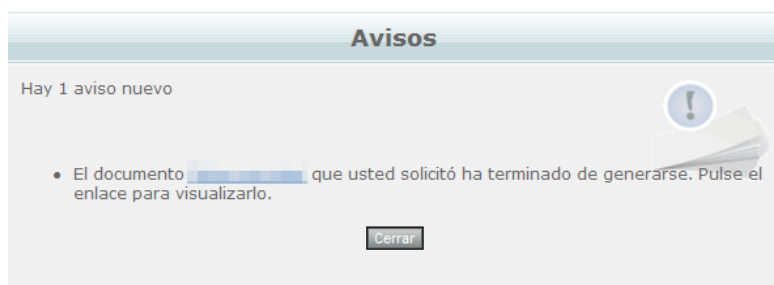 Avisos
Hay 1 aviso nuevo
• El documento que usted solicitó ha terminado de generarse. Pulse el
enlace para visualizarlo.
Cerrar